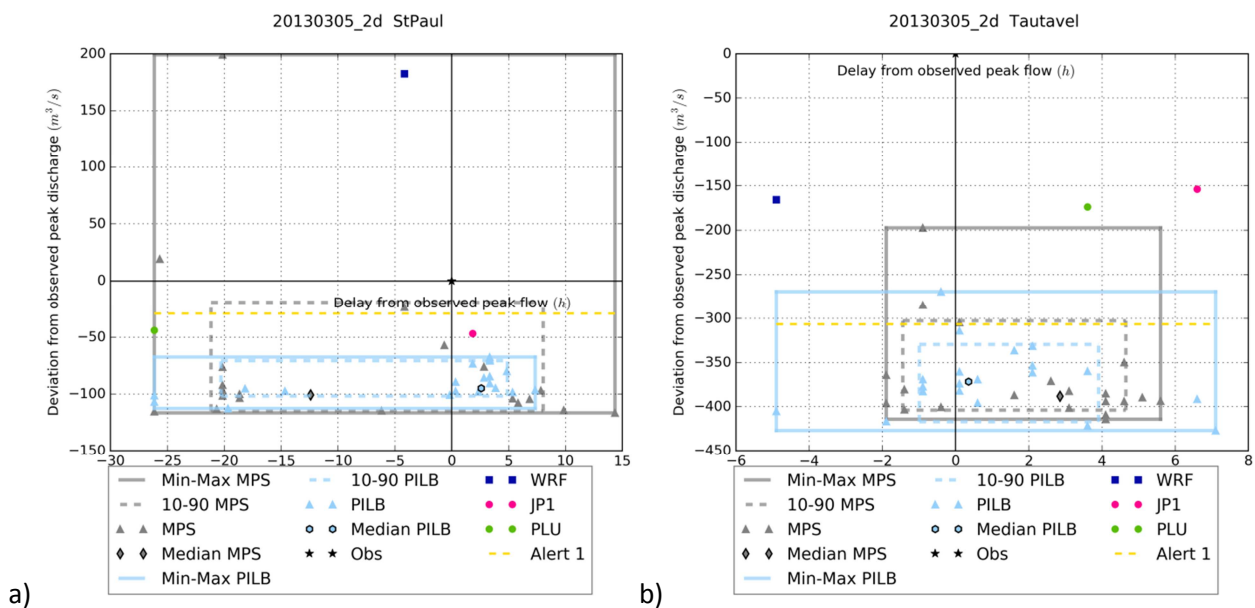 20130305_2d StPaul
200
150
100
50
0
−50
−100
−150
Deviation from observed peak discharge (m³/s)
Delay from observed peak flow (h)
−30 −25 −20 −15 −10 −5 0 5 10 15
Min-Max MPS
10-90 MPS
MPS
Median MPS
Min-Max PILB
10-90 PILB
PILB
Median PILB
Obs
WRF
JP1
PLU
Alert 1
a)
20130305_2d Tautavel
0
−50
−100
−150
−200
−250
−300
−350
−400
−450
Deviation from observed peak discharge (m³/s)
Delay from observed peak flow (h)
−6 −4 −2 0 2 4 6 8
Min-Max MPS
10-90 MPS
MPS
Median MPS
Min-Max PILB
10-90 PILB
PILB
Median PILB
Obs
WRF
JP1
PLU
Alert 1
b)